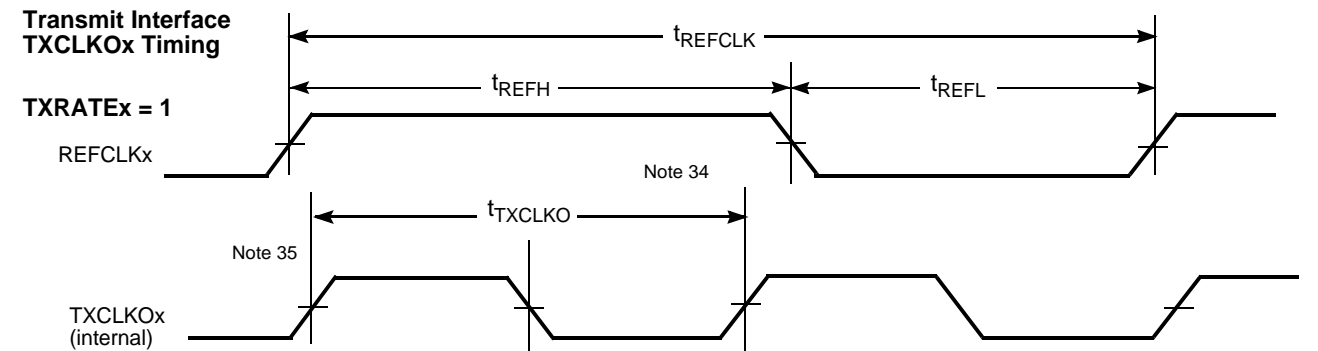 Transmit Interface
TXCLKOx Timing
tREFCLK
tREFH
tREFL
TXRATEx = 1
REFCLKx
Note 34
tTXCLKO
Note 35
TXCLKOx
(internal)